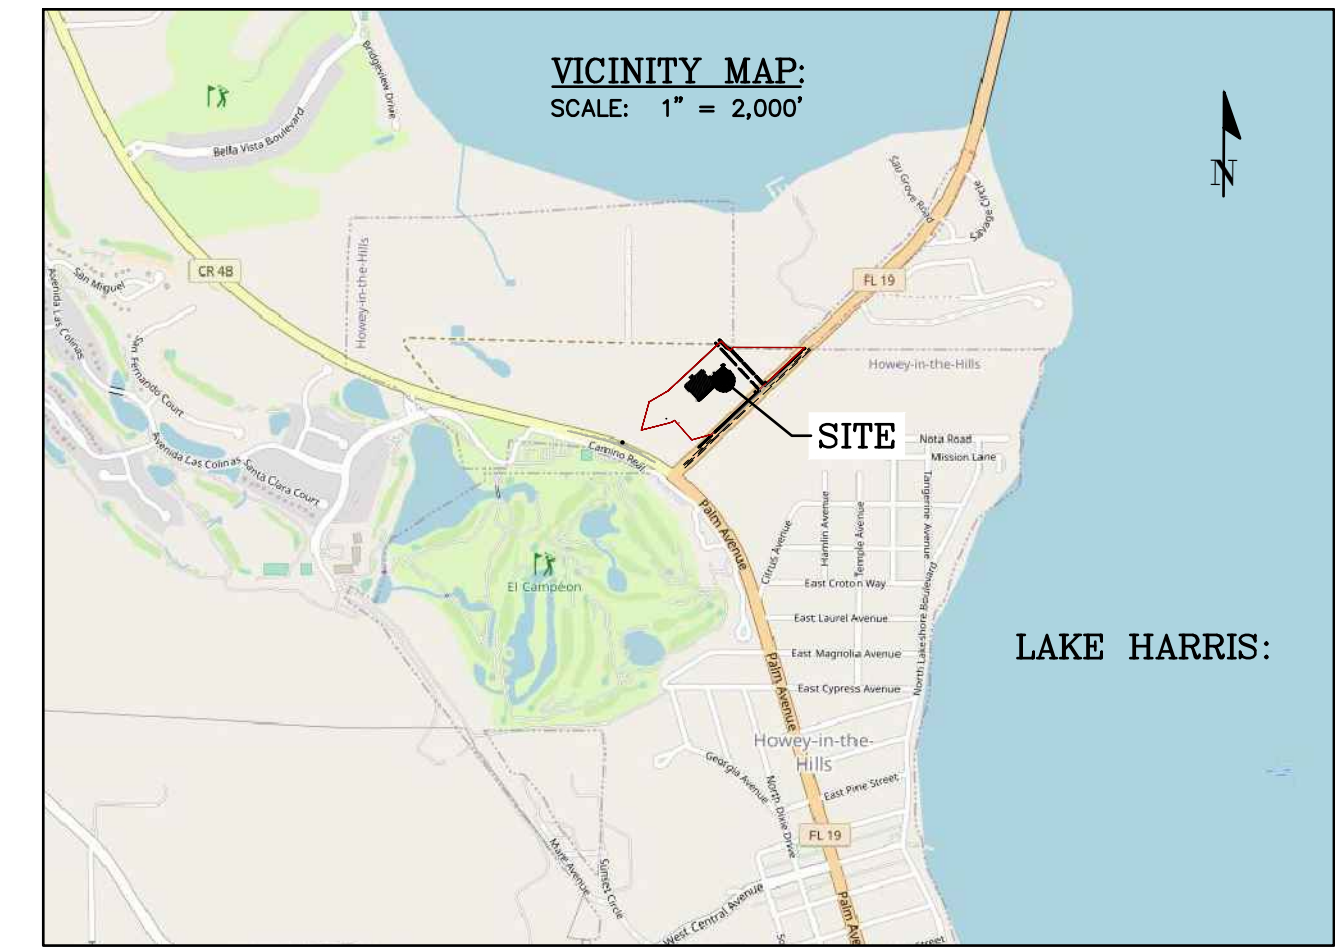 VICINITY MAP:
SCALE: 1" = 2,000'
N
Bridgeview Drive
Bella Vista Boulevard
CR 48
San Miguel
Avenida Las Colinas
San Fernando Court
Avenida Las Colinas
Santa Clara Court
Howey-in-the-Hills
Sau Grove Road
Savage Circle
FL 19
Howey-in-the-Hills
SITE
Nota Road
Mission Lane
Camino Real
Palm Avenue
Citrus Avenue
Hamlin Avenue
Temple Avenue
Tangerine Avenue
North Lakeshore Boulevard
El Campeón
East Croton Way
East Laurel Avenue
East Magnolia Avenue
East Cypress Avenue
Palm Avenue
LAKE HARRIS:
Howey-in-the-
Hills
Georgia Avenue
North Dixie Drive
East Pine Street
FL 19
Mare Avenue
Sunset Circle
West Central Avenue
Palm Ave
Street